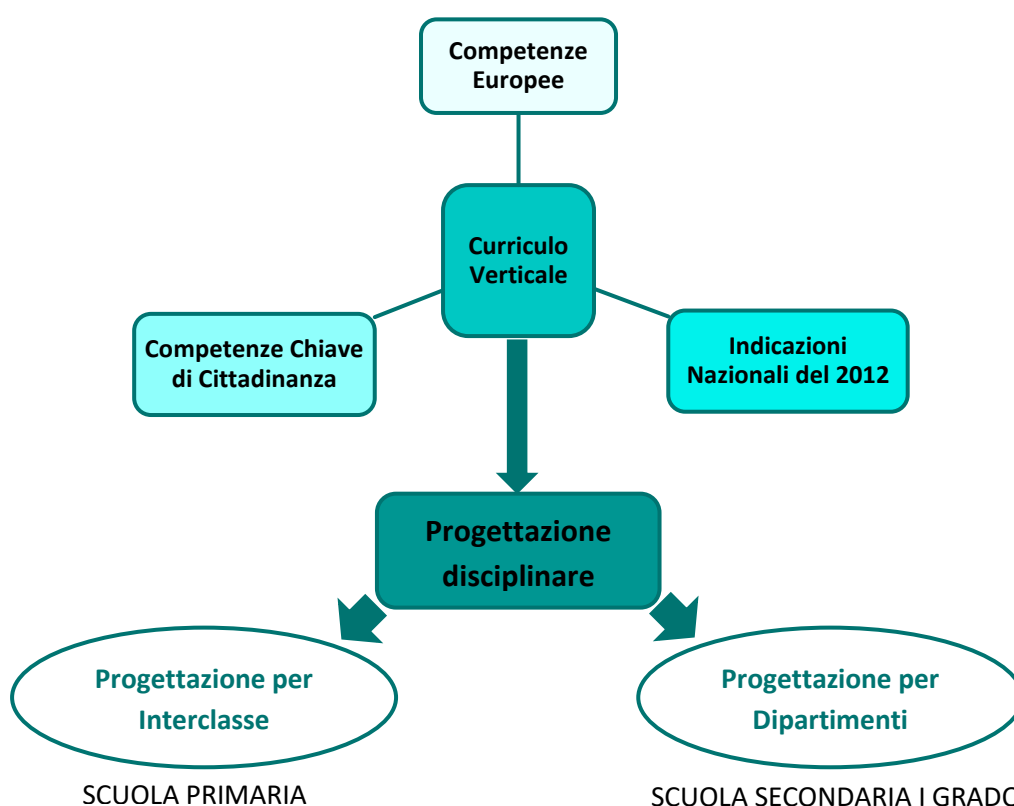 Competenze
Europee
Curriculo
Verticale
Competenze Chiave
di Cittadinanza
Indicazioni
Nazionali del 2012
Progettazione
disciplinare
Progettazione per
Interclasse
Progettazione per
Dipartimenti
SCUOLA PRIMARIA
SCUOLA SECONDARIA I GRADO